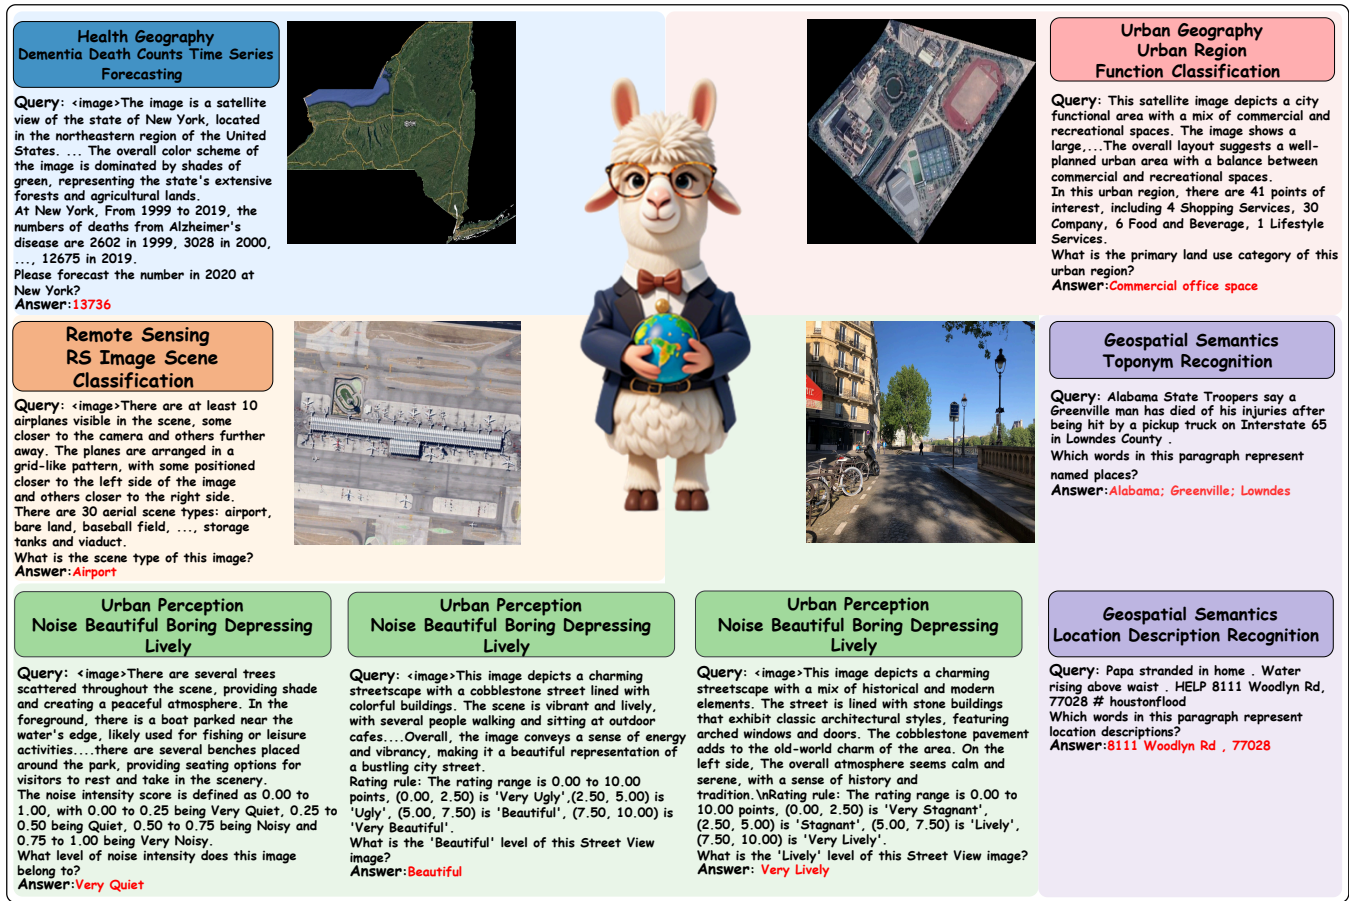 Health Geography
Dementia Death Counts Time Series
Forecasting
Query: <image>The image is a satellite
view of the state of New York, located
in the northeastern region of the United
States. ... The overall color scheme of
the image is dominated by shades of
green, representing the state's extensive
forests and agricultural lands.
At New York, From 1999 to 2019, the
numbers of deaths from Alzheimer's
disease are 2602 in 1999, 3028 in 2000,
..., 12675 in 2019.
Please forecast the number in 2020 at
New York?
Answer:13736
Urban Geography
Urban Region
Function Classification
Query: This satellite image depicts a city
functional area with a mix of commercial and
recreational spaces. The image shows a
large,...The overall layout suggests a well-
planned urban area with a balance between
commercial and recreational spaces.
In this urban region, there are 41 points of
interest, including 4 Shopping Services, 30
Company, 6 Food and Beverage, 1 Lifestyle
Services.
What is the primary land use category of this
urban region?
Answer:Commercial office space
Remote Sensing
RS Image Scene
Classification
Query: <image>There are at least 10
airplanes visible in the scene, some
closer to the camera and others further
away. The planes are arranged in a
grid-like pattern, with some positioned
closer to the left side of the image
and others closer to the right side.
There are 30 aerial scene types: airport,
bare land, baseball field, ..., storage
tanks and viaduct.
What is the scene type of this image?
Answer:Airport
Geospatial Semantics
Toponym Recognition
Query: Alabama State Troopers say a
Greenville man has died of his injuries after
being hit by a pickup truck on Interstate 65
in Lowndes County .
Which words in this paragraph represent
named places?
Answer:Alabama; Greenville; Lowndes
Urban Perception
Noise Beautiful Boring Depressing
Lively
Query: <image>There are several trees
scattered throughout the scene, providing shade
and creating a peaceful atmosphere. In the
foreground, there is a boat parked near the
water's edge, likely used for fishing or leisure
activities....there are several benches placed
around the park, providing seating options for
visitors to rest and take in the scenery.
The noise intensity score is defined as 0.00 to
1.00, with 0.00 to 0.25 being Very Quiet, 0.25 to
0.50 being Quiet, 0.50 to 0.75 being Noisy and
0.75 to 1.00 being Very Noisy.
What level of noise intensity does this image
belong to?
Answer:Very Quiet
Urban Perception
Noise Beautiful Boring Depressing
Lively
Query: <image>This image depicts a charming
streetscape with a cobblestone street lined with
colorful buildings. The scene is vibrant and lively,
with several people walking and sitting at outdoor
cafes....Overall, the image conveys a sense of energy
and vibrancy, making it a beautiful representation of
a bustling city street.
Rating rule: The rating range is 0.00 to 10.00
points, (0.00, 2.50) is 'Very Ugly',(2.50, 5.00) is
'Ugly', (5.00, 7.50) is 'Beautiful', (7.50, 10.00) is
'Very Beautiful'.
What is the 'Beautiful' level of this Street View
image?
Answer:Beautiful
Urban Perception
Noise Beautiful Boring Depressing
Lively
Query: <image>This image depicts a charming
streetscape with a mix of historical and modern
elements. The street is lined with stone buildings
that exhibit classic architectural styles, featuring
arched windows and doors. The cobblestone pavement
adds to the old-world charm of the area. On the
left side, The overall atmosphere seems calm and
serene, with a sense of history and
tradition.\nRating rule: The rating range is 0.00 to
10.00 points, (0.00, 2.50) is 'Very Stagnant',
(2.50, 5.00) is 'Stagnant', (5.00, 7.50) is 'Lively',
(7.50, 10.00) is 'Very Lively'.
What is the 'Lively' level of this Street View image?
Answer: Very Lively
Geospatial Semantics
Location Description Recognition
Query: Papa stranded in home . Water
rising above waist . HELP 8111 Woodlyn Rd,
77028 # houstonflood
Which words in this paragraph represent
location descriptions?
Answer:8111 Woodlyn Rd , 77028